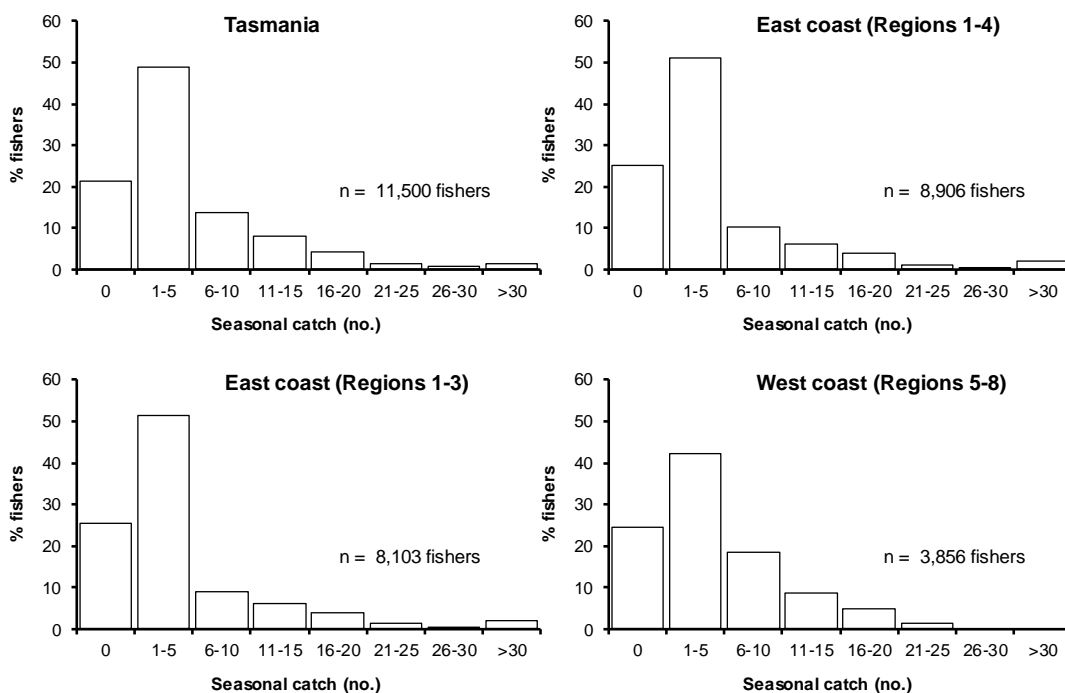 Tasmania
60
50
40
30
20
10
0
% fishers
n = 11,500 fishers
0 1-5 6-10 11-15 16-20 21-25 26-30 >30
Seasonal catch (no.)
East coast (Regions 1-4)
60
50
40
30
20
10
0
% fishers
n = 8,906 fishers
0 1-5 6-10 11-15 16-20 21-25 26-30 >30
Seasonal catch (no.)
East coast (Regions 1-3)
60
50
40
30
20
10
0
% fishers
n = 8,103 fishers
0 1-5 6-10 11-15 16-20 21-25 26-30 >30
Seasonal catch (no.)
West coast (Regions 5-8)
60
50
40
30
20
10
0
% fishers
n = 3,856 fishers
0 1-5 6-10 11-15 16-20 21-25 26-30 >30
Seasonal catch (no.)